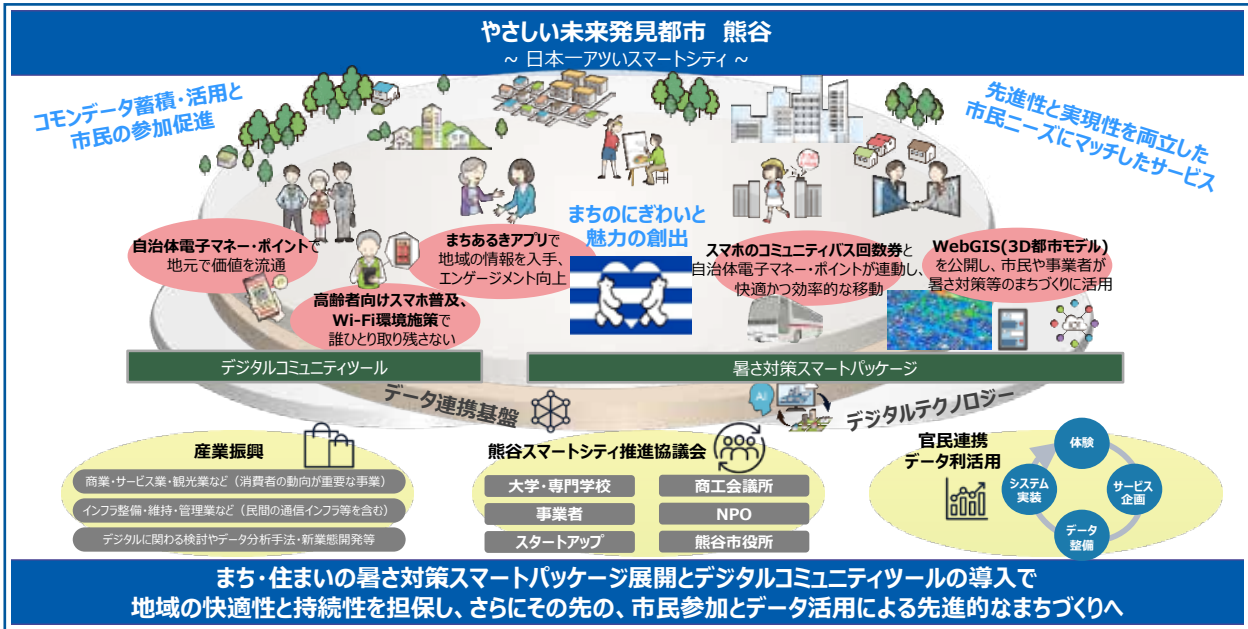 やさしい未来発見都市 熊谷
~ 日本一アツいスマートシティ ~
コモンデータ蓄積・活用と
市民の参加促進
先進性と実現性を両立した
市民ニーズにマッチしたサービス
まちのにぎわいと
魅力の創出
自治体電子マネー・ポイントで
地元で価値を流通
まちあるきアプリで
地域の情報を入手、
エンゲージメント向上
高齢者向けスマホ普及、
Wi-Fi環境施策で
誰ひとり取り残さない
スマホのコミュニティバス回数券と
自治体電子マネー・ポイントが連動し、
快適かつ効率的な移動
WebGIS(3D都市モデル)
を公開し、市民や事業者が
暑さ対策等のまちづくりに活用
デジタルコミュニティツール
暑さ対策スマートパッケージ
データ連携基盤
AI
デジタルテクノロジー
産業振興
商業・サービス業・観光業など（消費者の動向が重要な事業）
インフラ整備・維持・管理業など（民間の通信インフラ等を含む）
デジタルに関わる検討やデータ分析手法・新業態開発等
熊谷スマートシティ推進協議会
大学・専門学校
商工会議所
事業者
NPO
スタートアップ
熊谷市役所
官民連携
データ利活用
体験
サービス
企画
データ
整備
システム
実装
まち・住まいの暑さ対策スマートパッケージ展開とデジタルコミュニティツールの導入で
地域の快適性と持続性を担保し、さらにその先の、市民参加とデータ活用による先進的なまちづくりへ